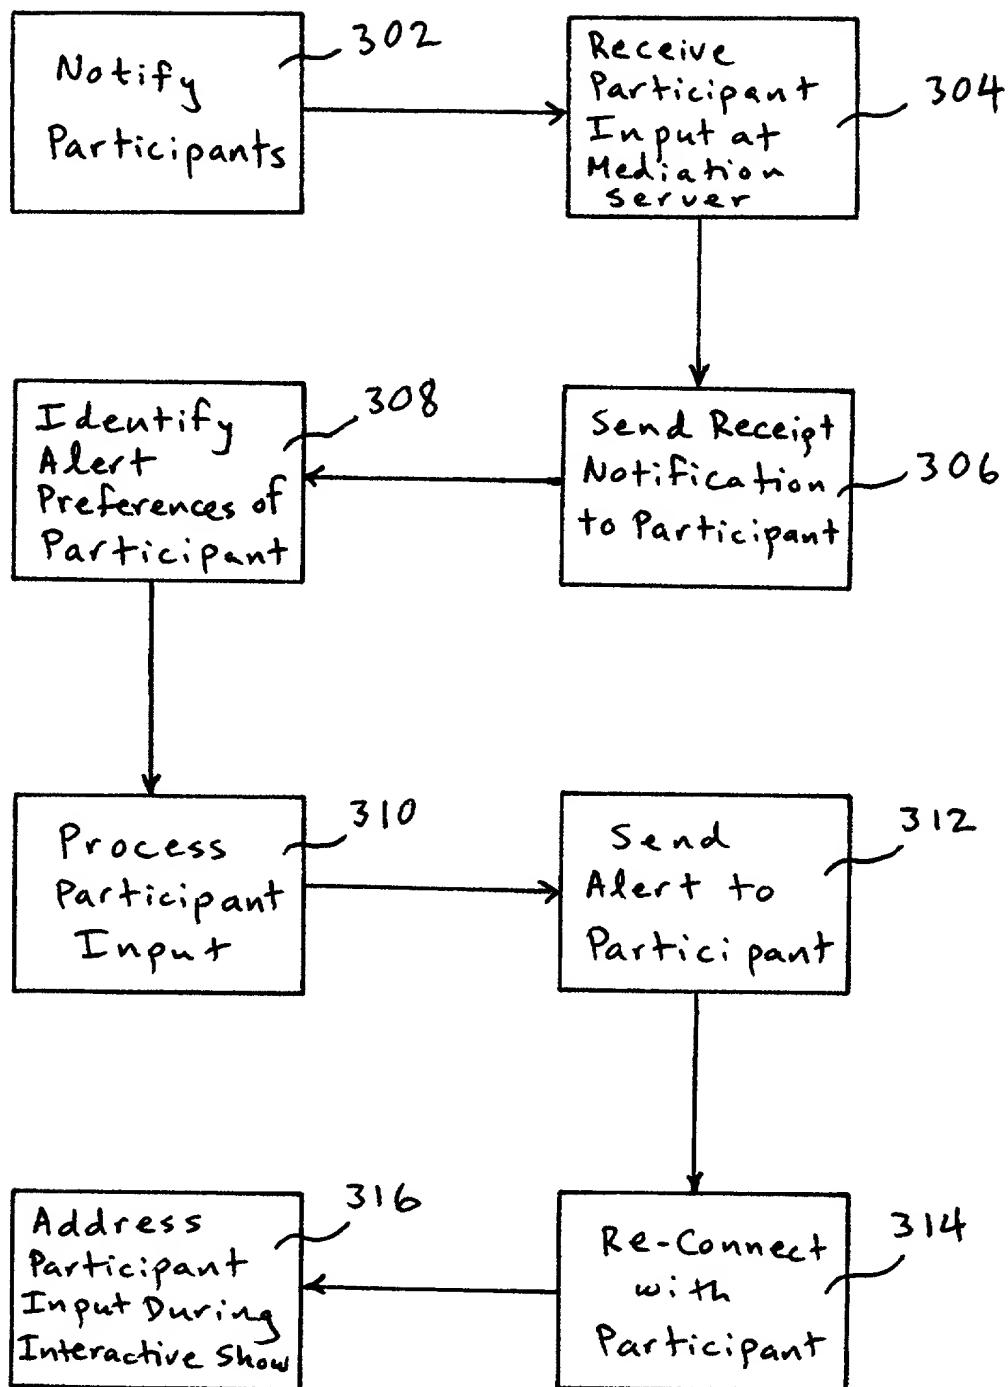 Notify
Participants
302
Receive
Participant
Input at
Mediation
server
304
Send Receipt
Notification
to Participant
306
Identify
Alert
Preferences of
Participant
308
Process
Participant
Input
310
Send
Alert to
Participant
312
Re-Connect
with
Participant
314
Address
Participant
Input During
Interactive Show
316